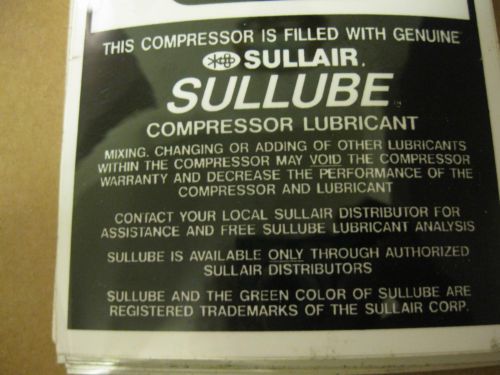 THIS COMPRESSOR IS FILLED WITH GENUINE
SULLAIR.
SULLUBE
COMPRESSOR LUBRICANT
MIXING, CHANGING OR ADDING OF OTHER LUBRICANTS
WITHIN THE COMPRESSOR MAY VOID THE COMPRESSOR
WARRANTY AND DECREASE THE PERFORMANCE OF THE
COMPRESSOR AND LUBRICANT
CONTACT YOUR LOCAL SULLAIR DISTRIBUTOR FOR
ASSISTANCE AND FREE SULLUBE LUBRICANT ANALYSIS
SULLUBE IS AVAILABLE ONLY THROUGH AUTHORIZED
SULLAIR DISTRIBUTORS
SULLUBE AND THE GREEN COLOR OF SULLUBE ARE
REGISTERED TRADEMARKS OF THE SULLAIR CORP.